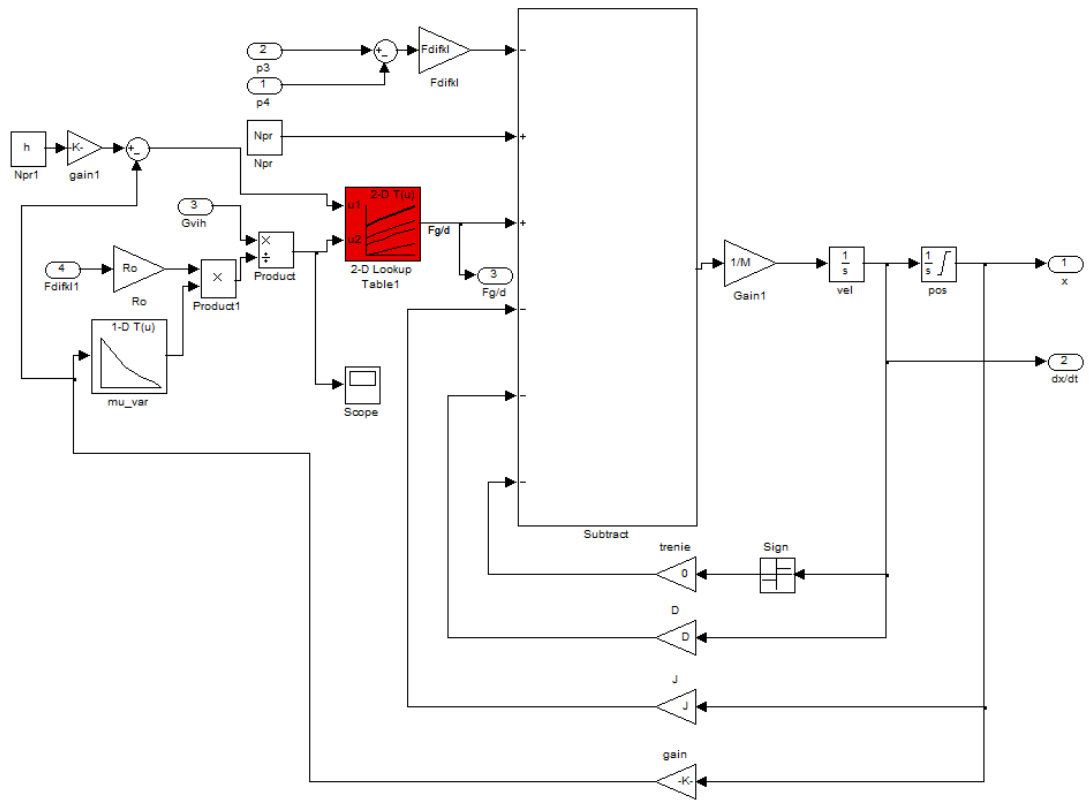 2
p3
1
p4
+
−
Fdifkl
Fdifkl
−
h
Npr1
-K-
gain1
+
−
Npr
Npr
+
3
Gvih
×
÷
Product
2-D T(u)
u1
u2
2-D Lookup
Table1
Fg/d
+
3
Fg/d
4
Fdifkl1
Ro
Ro
×
Product1
1-D T(u)
mu_var
Scope
−
−
−
Subtract
1/M
Gain1
1
s
vel
1
s
pos
1
x
2
dx/dt
trenie
0
Sign
D
D
J
J
gain
-K-